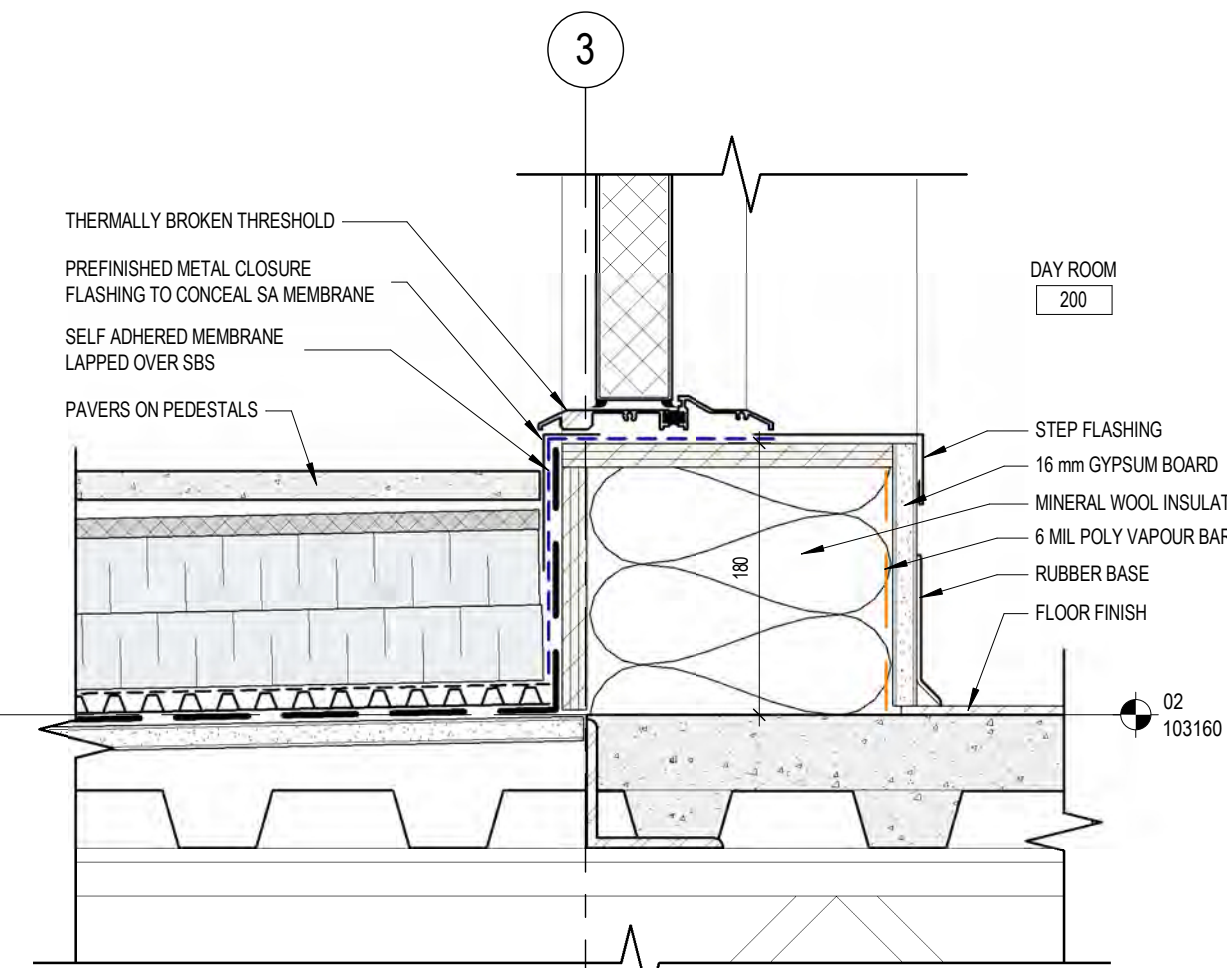 3
THERMALLY BROKEN THRESHOLD
PREFINISHED METAL CLOSURE
FLASHING TO CONCEAL SA MEMBRANE
SELF ADHERED MEMBRANE
LAPPED OVER SBS
PAVERS ON PEDESTALS
DAY ROOM
200
STEP FLASHING
16 mm GYPSUM BOARD
MINERAL WOOL INSULAT
6 MIL POLY VAPOUR BAR
RUBBER BASE
FLOOR FINISH
180
02
103160